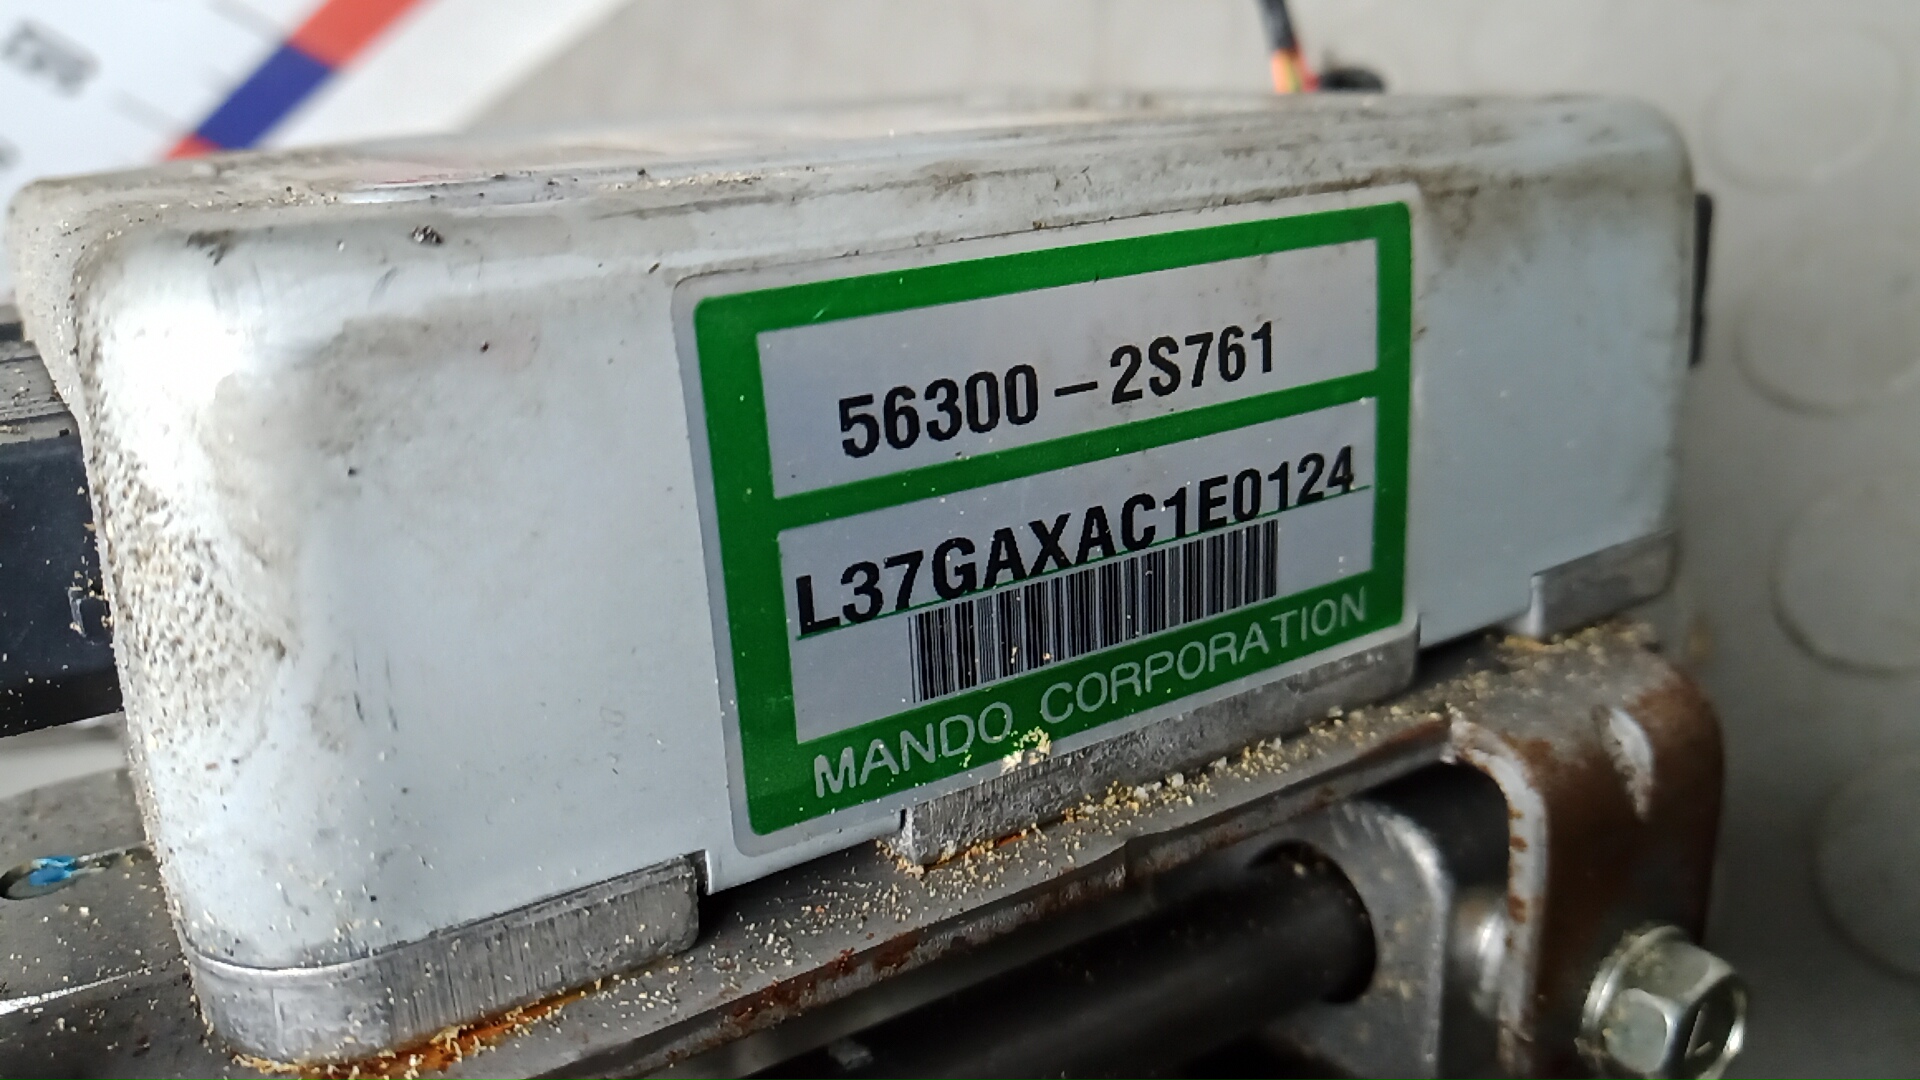 56300-2S761
L37GAXAC1E0124
MANDO CORPORATION